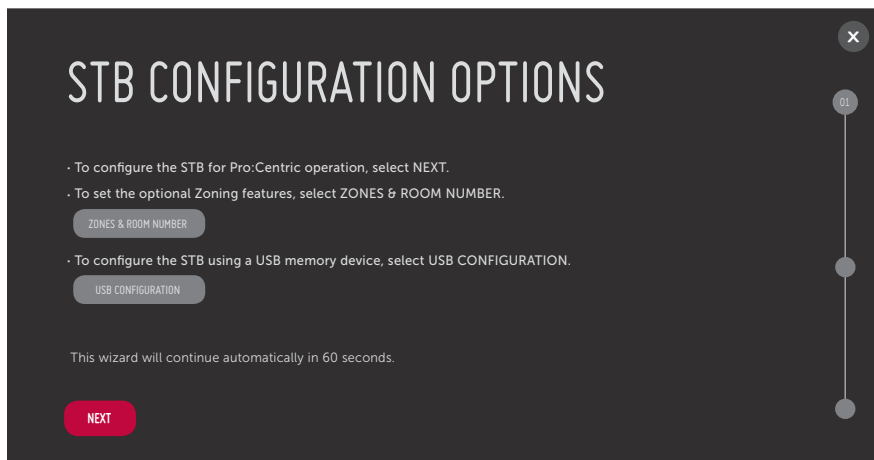 X
STB CONFIGURATION OPTIONS
01
· To configure the STB for Pro:Centric operation, select NEXT.
· To set the optional Zoning features, select ZONES & ROOM NUMBER.
ZONES & ROOM NUMBER
· To configure the STB using a USB memory device, select USB CONFIGURATION.
USB CONFIGURATION
This wizard will continue automatically in 60 seconds.
NEXT